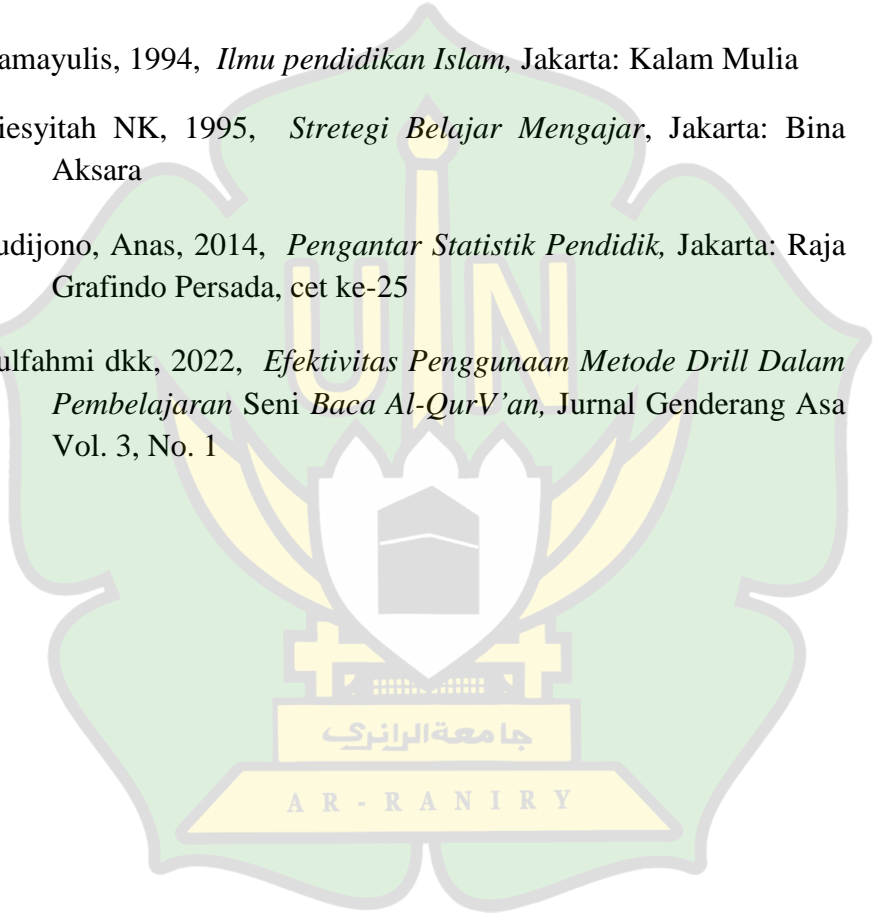 amayulis, 1994, Ilmu pendidikan Islam, Jakarta: Kalam Mulia
iesyitah NK, 1995, Stretegi Belajar Mengajar, Jakarta: Bina
Aksara
udijono, Anas, 2014, Pengantar Statistik Pendidik, Jakarta: Raja
Grafindo Persada, cet ke-25
ulfahmi dkk, 2022, Efektivitas Penggunaan Metode Drill Dalam
Pembelajaran Seni Baca Al-QurV’an, Jurnal Genderang Asa
Vol. 3, No. 1
UIN
جامعةالرانري
AR-RANIRY